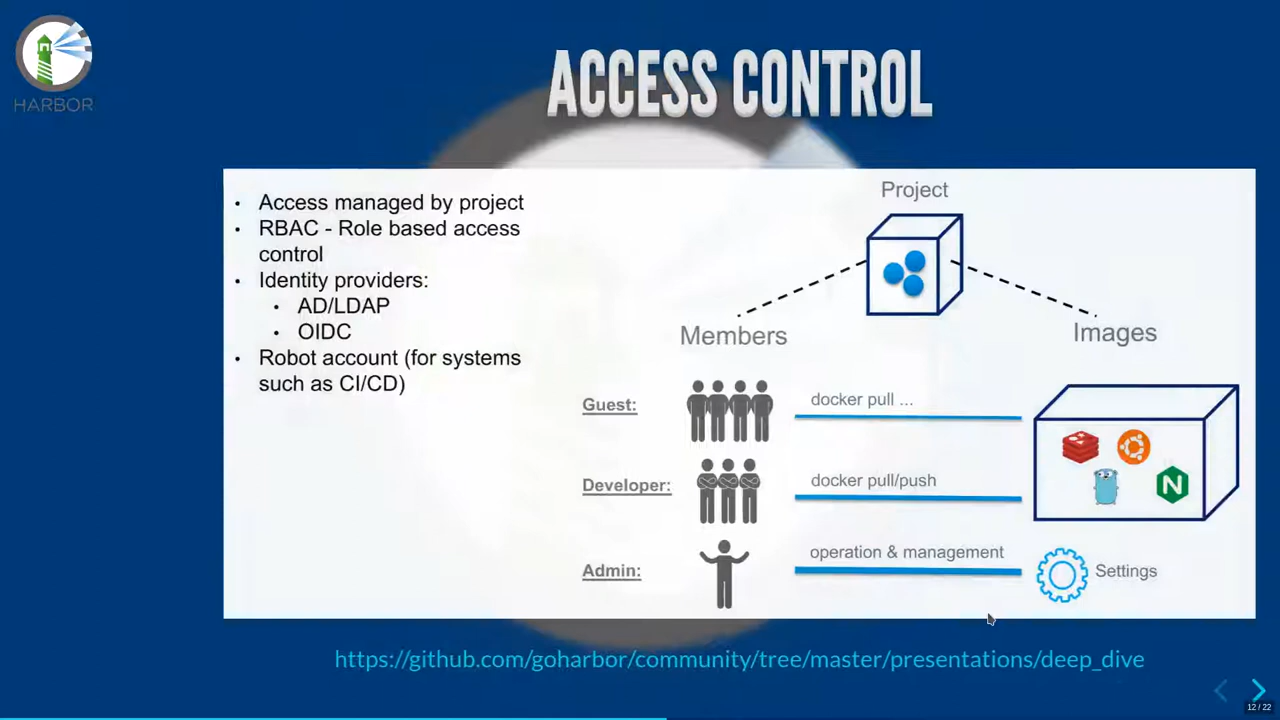 HARBOR
ACCESS CONTROL
• Access managed by project
• RBAC - Role based access
control
• Identity providers:
• AD/LDAP
• OIDC
• Robot account (for systems
such as CI/CD)
Project
Members
Images
Guest:
docker pull ...
Developer:
docker pull/push
Admin:
operation & management
Settings
N
https://github.com/goharbor/community/tree/master/presentations/deep_dive
12 / 22